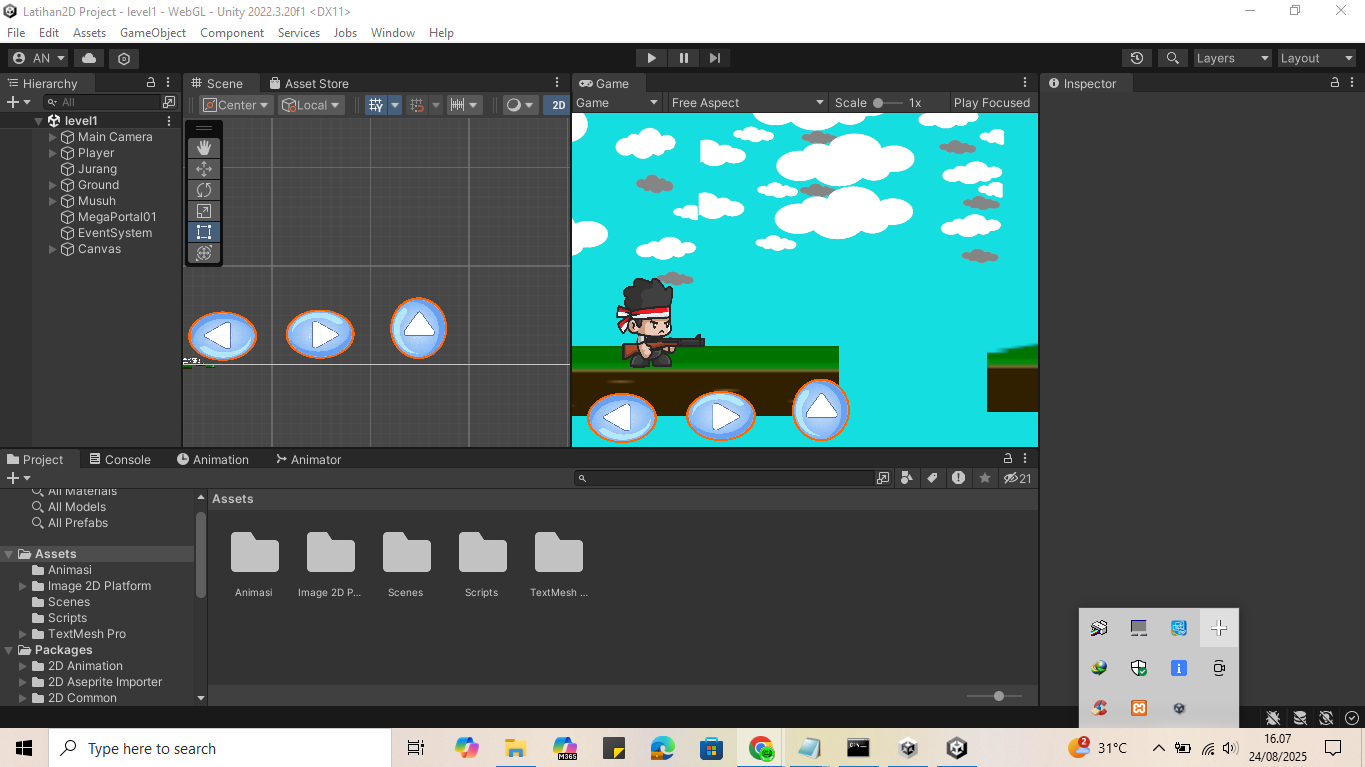 Latihan2D Project - level1 - WebGL - Unity 2022.3.20f1 <DX11>
File Edit Assets GameObject Component Services Jobs Window Help
AN Layers Layout
Hierarchy
All
level1
Main Camera
Player
Jurang
Ground
Musuh
MegaPortal01
EventSystem
Canvas
Scene Asset Store
Center Local 2D
Game
Game Free Aspect Scale 1x Play Focused
Inspector
Project Console Animation Animator
21
All Materials
All Models
All Prefabs
Assets
Animasi
Image 2D Platform
Scenes
Scripts
TextMesh Pro
Packages
2D Animation
2D Aseprite Importer
2D Common
Assets
Animasi Image 2D P... Scenes Scripts TextMesh ...
Type here to search
M365
2
31°C
16.07
24/08/2025